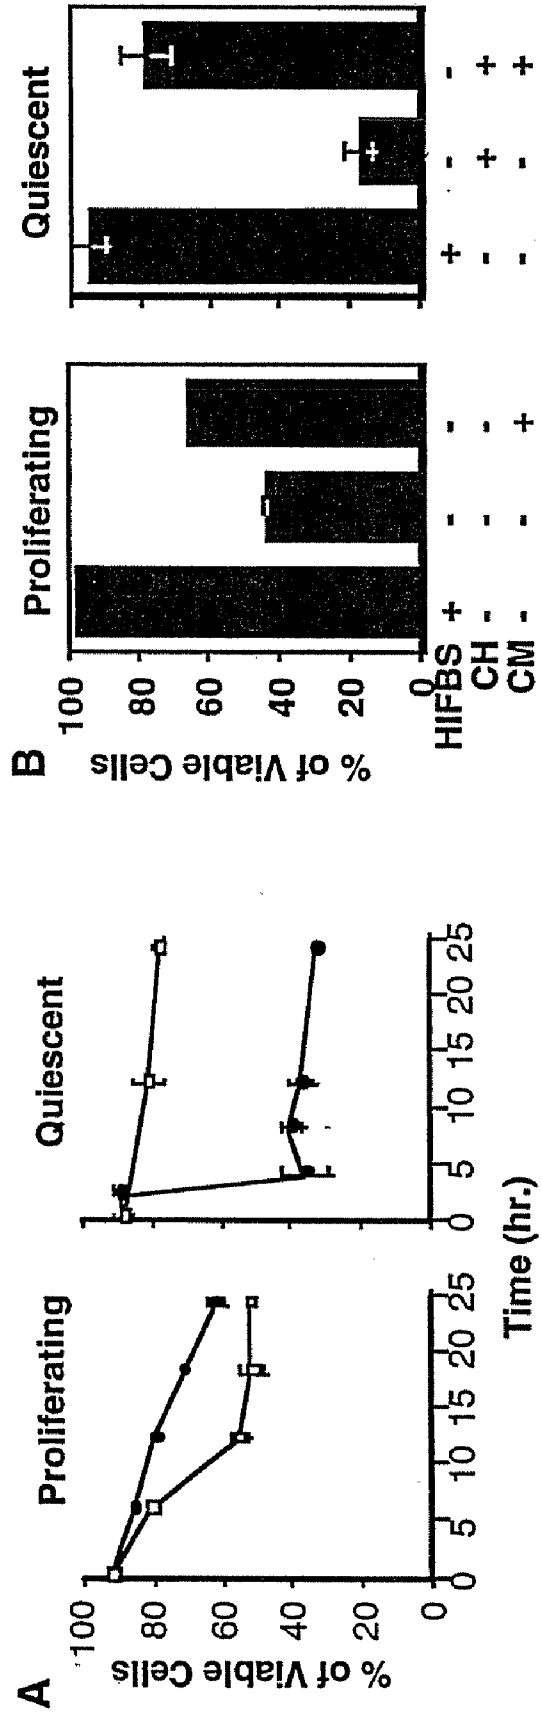 A
Proliferating
Quiescent
% of Viable Cells
100
80
60
40
20
0
0 5 10 15 20 25
0 5 10 15 20 25
Time (hr.)
B
Proliferating
Quiescent
% of Viable Cells
100
80
60
40
20
0
HIFBS + - - + - -
CH - - - - + +
CM - - + - - +